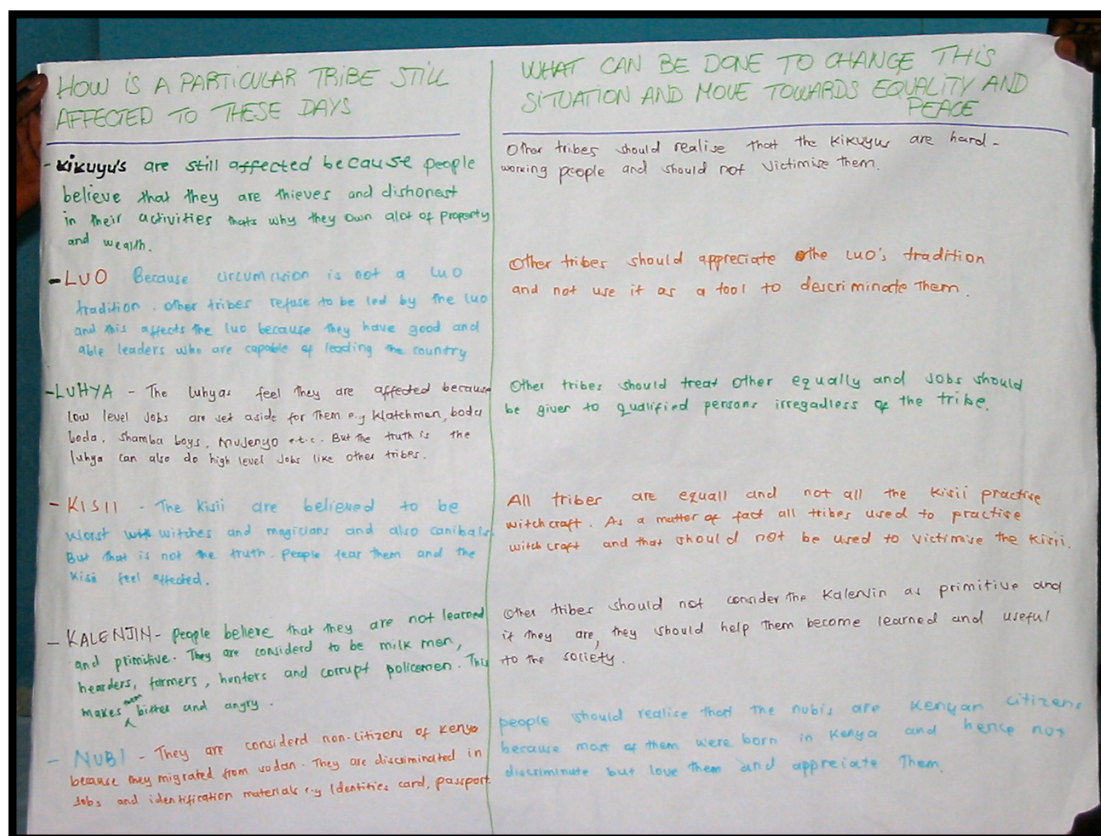 HOW IS A PARTICULAR TRIBE STILL
AFFECTED TO THESE DAYS
- Kikuyu's are still affected because people
believe that they are thieves and dishonest
in their activities thats why they own alot of property
and wealth.
- LUO Because circumcision is not a Luo
tradition. Other tribes refuse to be led by the luo
and this affects the luo because they have good and
able leaders who are capable of leading the country
- LUHYA - The luhyas feel they are affected because
low level jobs are set aside for them e.g Watchmen, boda
boda, shamba boys, Mujenyo e.t.c. But the truth is the
luhya can also do high level jobs like other tribes.
- KISII - The kisii are believed to be
worst witches and magicians and also canibals
But that is not the truth. People fear them and the
Kisii feel affected.
- KALENJIN - People believe that they are not learned
and primitive. They are considerd to be milk men,
hearders, farmers, hunters and corrupt policemen. This
makes them bitter and angry.
- NUBI - They are considerd non-citizens of Kenya
because they migrated from sudan. They are discriminated in
jobs and identification materials e.g Identities card, passport
WHAT CAN BE DONE TO CHANGE THIS
SITUATION AND MOVE TOWARDS EQUALITY AND
PEACE
Other tribes should realise that the Kikuyus are hard-
working people and should not victimise them.
Other tribes should appreciate the Luo's tradition
and not use it as a tool to descriminate them.
Other tribes should treat other equally and jobs should
be given to qualified persons irregadless of the tribe.
All tribes are equall and not all the Kisii practise
witchcraft. As a matter of fact all tribes used to practise
witch craft and that should not be used to victimise the Kisii.
Other tribes should not consider the Kalenjin as primitive and
if they are, they should help them become learned and useful
to the society.
people should realise that the nubis are Kenyan citizens
because most of them were born in Kenya and hence not
discriminate but love them and appreciate Them.